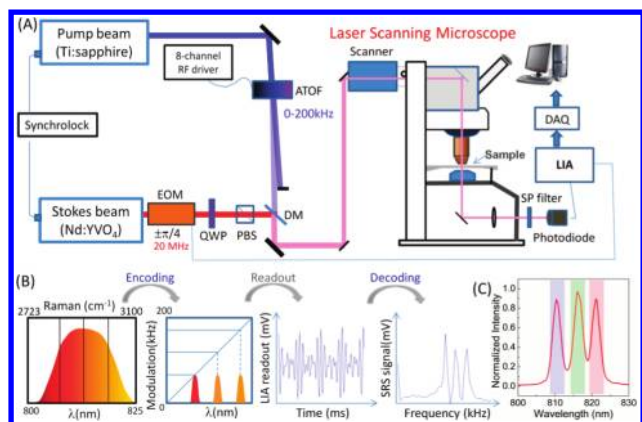 (A)
Pump beam
(Ti:sapphire)
8-channel
RF driver
Laser Scanning Microscope
Scanner
ATOF
0-200kHz
Synchrolock
DAQ
LIA
Sample
SP filter
Photodiode
Stokes beam
(Nd:YVO4)
EOM
±π/4
20 MHz
QWP
PBS
DM
(B)
Encoding
Readout
Decoding
(C)
Raman (cm-1)
2723
3100
800
825
λ(nm)
Modulation(kHz)
200
0
λ(nm)
LIA readout (mV)
Time (ms)
SRS signal(mV)
Frequency (kHz)
Normalized Intensity
1.0
0.8
0.6
0.4
0.2
0.0
800
810
820
830
Wavelength (nm)